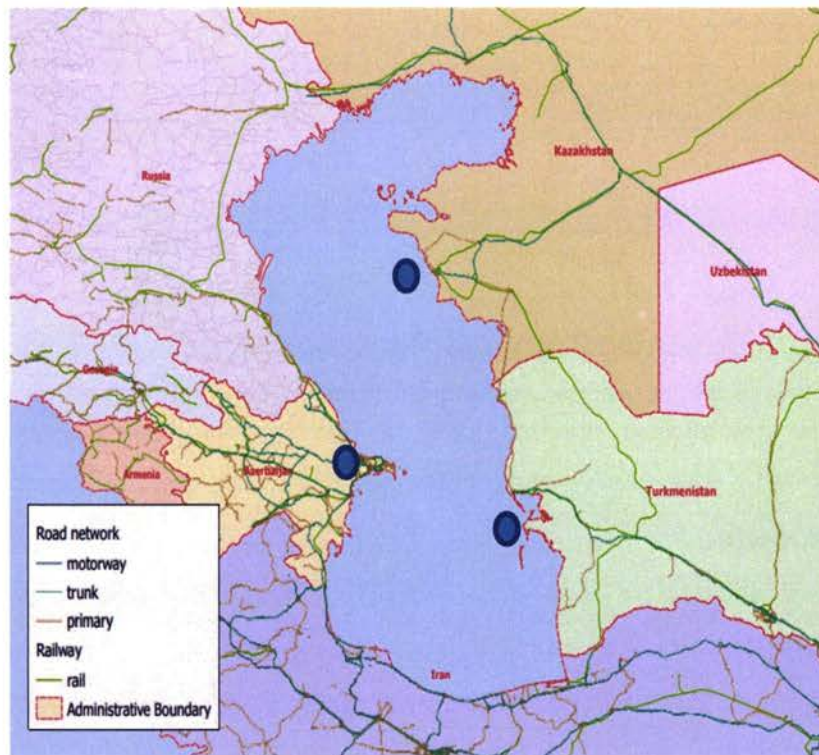 Kazakhstan
Russia
Uzbekistan
Georgia
Armenia
Azerbaijan
Turkmenistan
Iran
Road network
motorway
trunk
primary
Railway
rail
Administrative Boundary